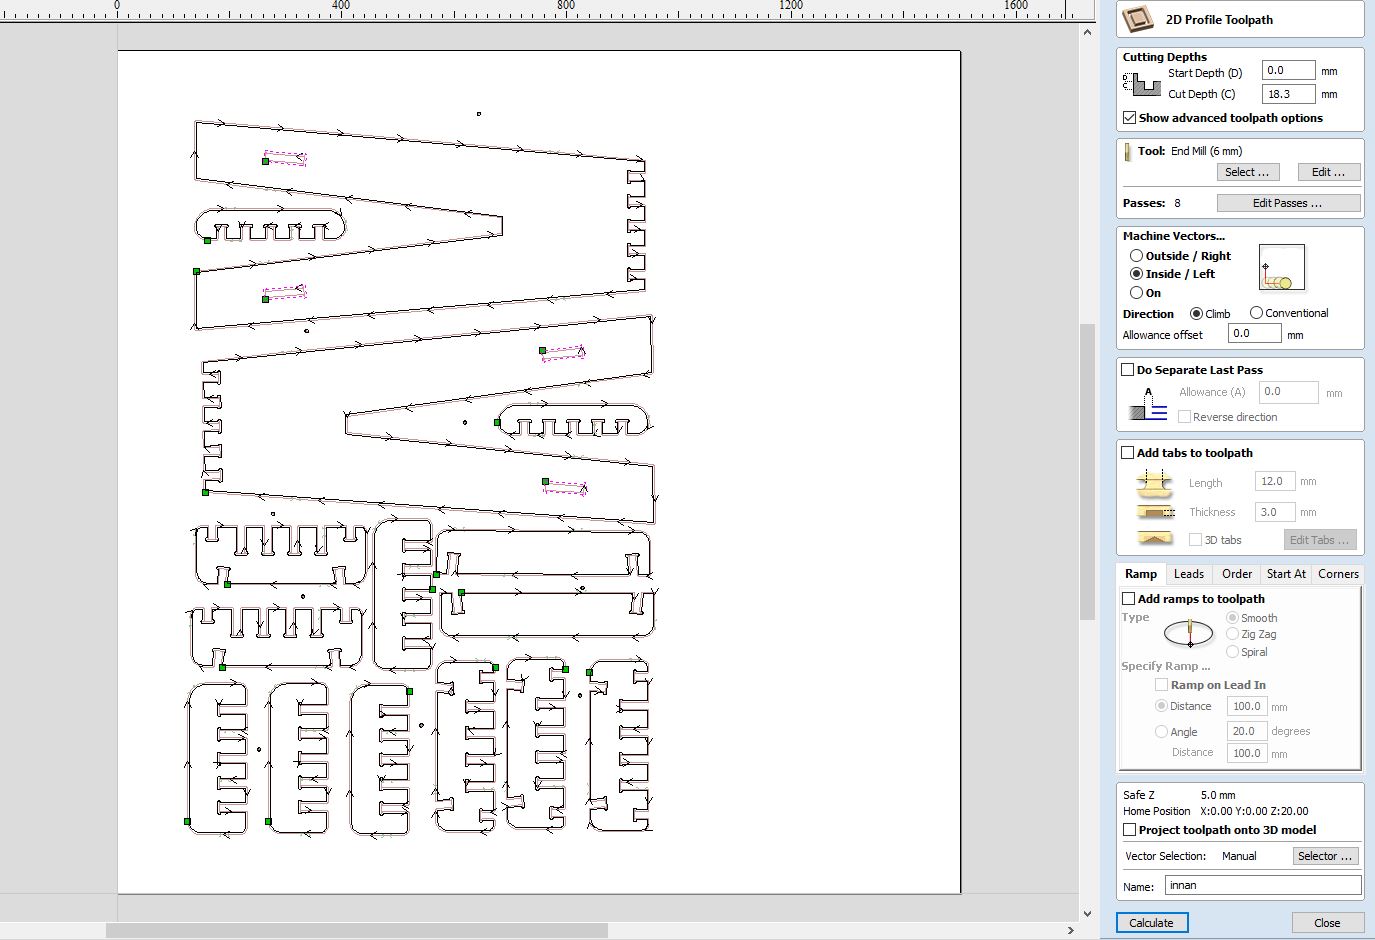 0 400 800 1200 1600
2D Profile Toolpath
Cutting Depths
Start Depth (D) 0.0 mm
Cut Depth (C) 18.3 mm
Show advanced toolpath options
Tool: End Mill (6 mm)
Select ... Edit ...
Passes: 8 Edit Passes ...
Machine Vectors...
Outside / Right
Inside / Left
On
Direction Climb Conventional
Allowance offset 0.0 mm
Do Separate Last Pass
A Allowance (A) 0.0 mm
Reverse direction
Add tabs to toolpath
Length 12.0 mm
Thickness 3.0 mm
3D tabs Edit Tabs ...
Ramp Leads Order Start At Corners
Add ramps to toolpath
Type Smooth
Zig Zag
Spiral
Specify Ramp ...
Ramp on Lead In
Distance 100.0 mm
Angle 20.0 degrees
Distance 100.0 mm
Safe Z 5.0 mm
Home Position X:0.00 Y:0.00 Z:20.00
Project toolpath onto 3D model
Vector Selection: Manual Selector ...
Name: innan
Calculate Close